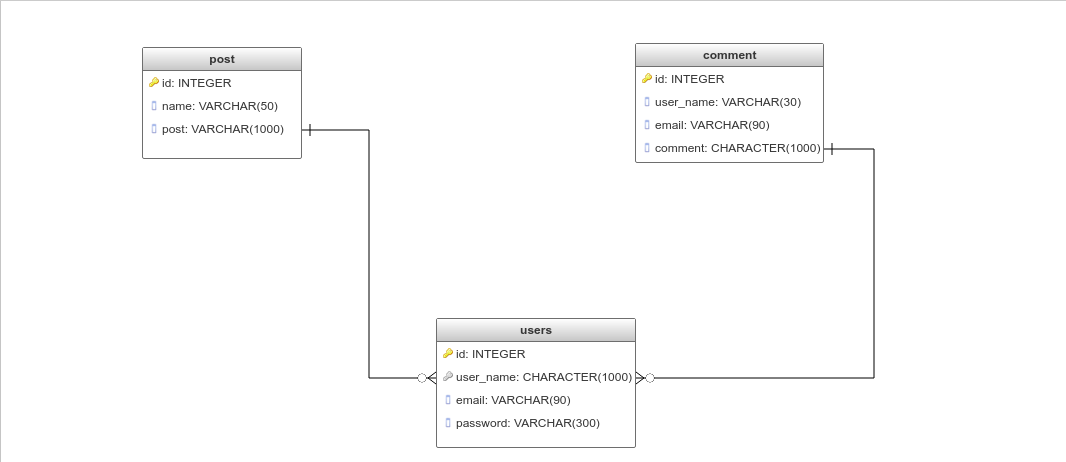 post
id: INTEGER
name: VARCHAR(50)
post: VARCHAR(1000)
comment
id: INTEGER
user_name: VARCHAR(30)
email: VARCHAR(90)
comment: CHARACTER(1000)
users
id: INTEGER
user_name: CHARACTER(1000)
email: VARCHAR(90)
password: VARCHAR(300)